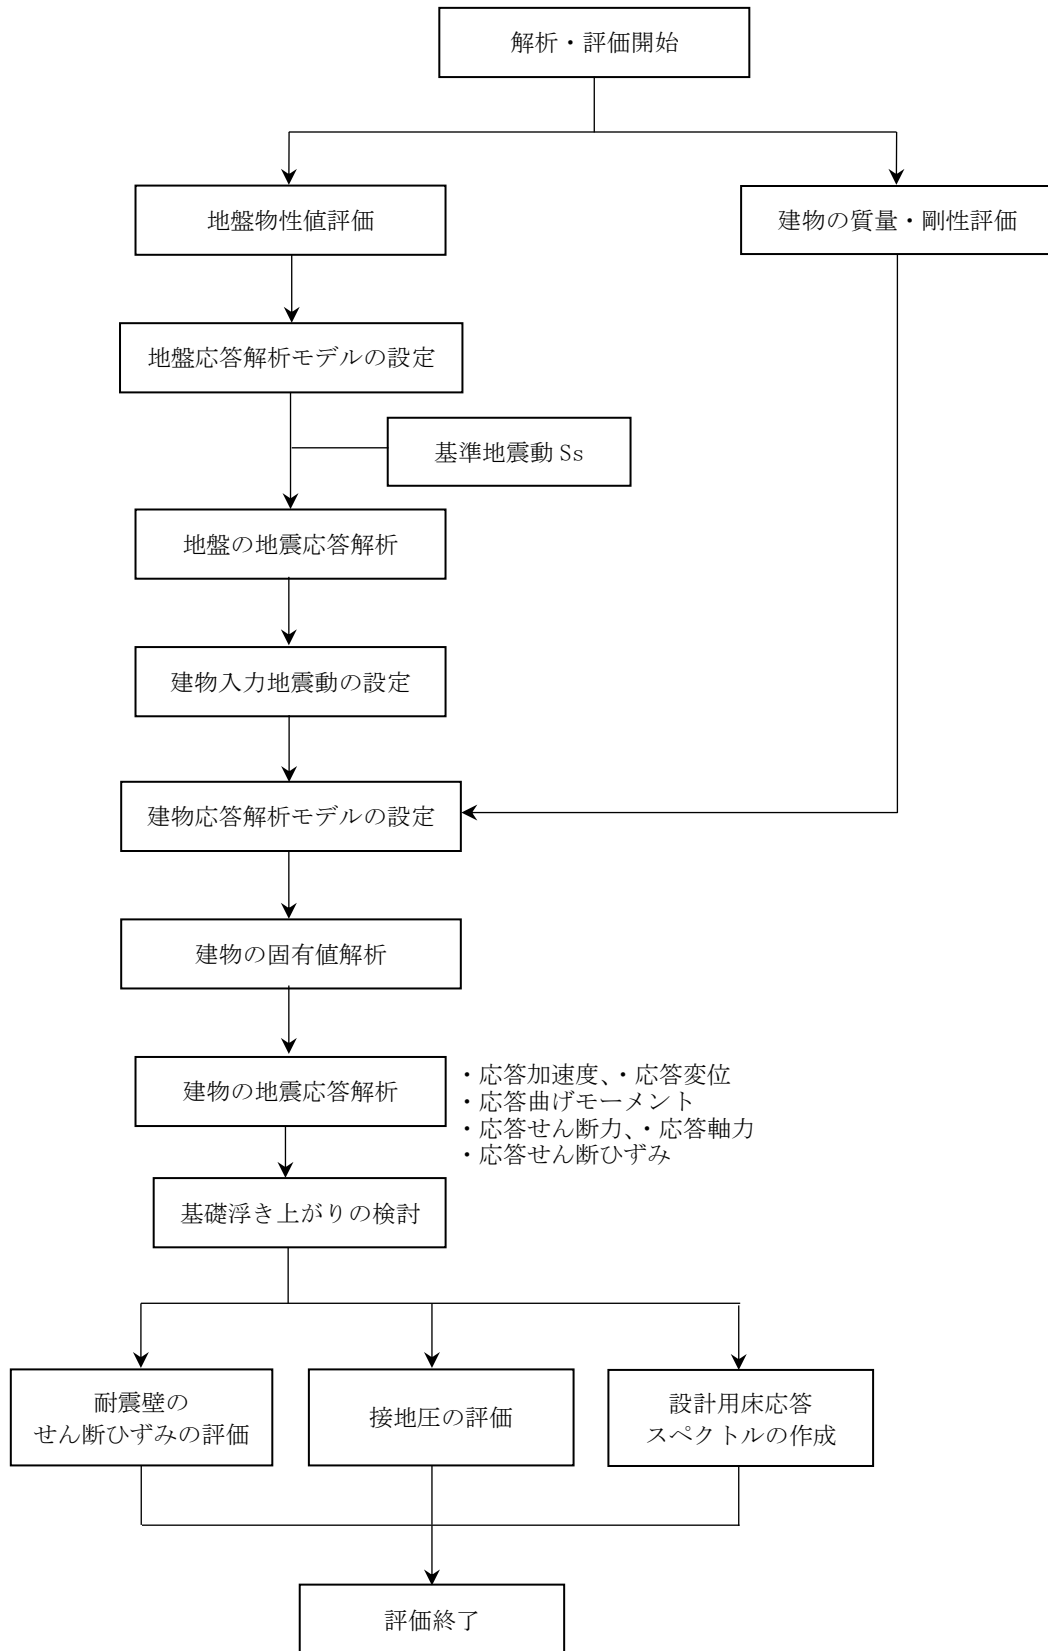 解析・評価開始
地盤物性値評価
建物の質量・剛性評価
地盤応答解析モデルの設定
基準地震動 Ss
地盤の地震応答解析
建物入力地震動の設定
建物応答解析モデルの設定
建物の固有値解析
建物の地震応答解析
・応答加速度、・応答変位
・応答曲げモーメント
・応答せん断力、・応答軸力
・応答せん断ひずみ
基礎浮き上がりの検討
耐震壁の
せん断ひずみの評価
接地圧の評価
設計用床応答
スペクトルの作成
評価終了